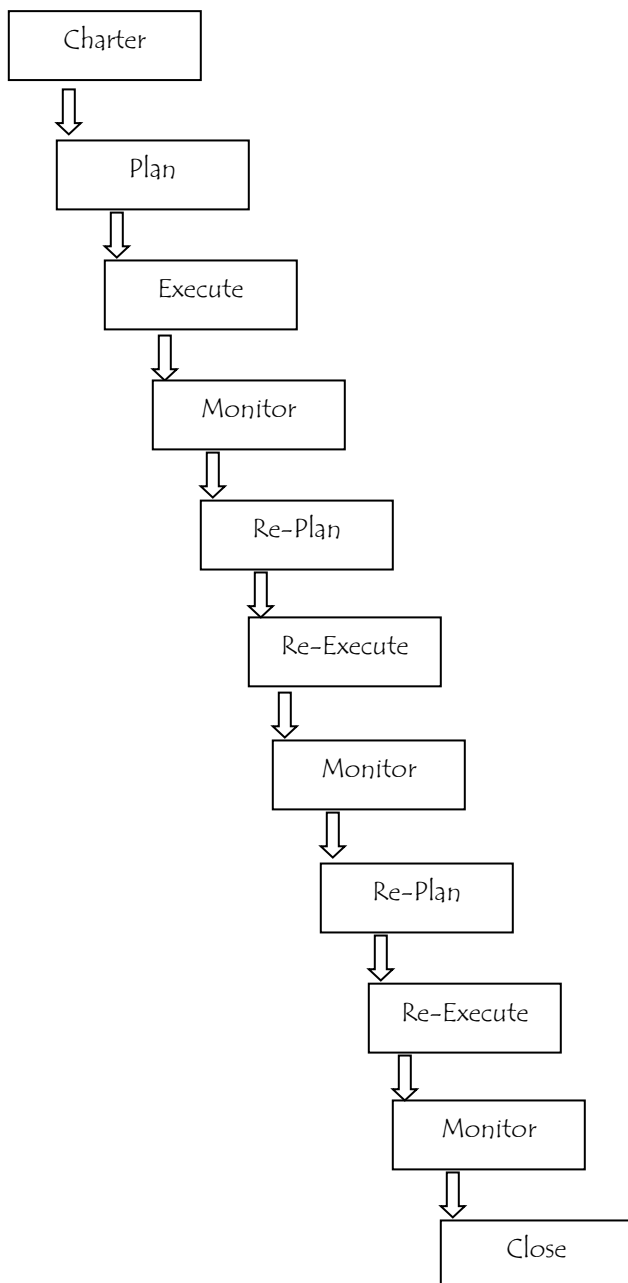 Charter
Plan
Execute
Monitor
Re-Plan
Re-Execute
Monitor
Re-Plan
Re-Execute
Monitor
Close